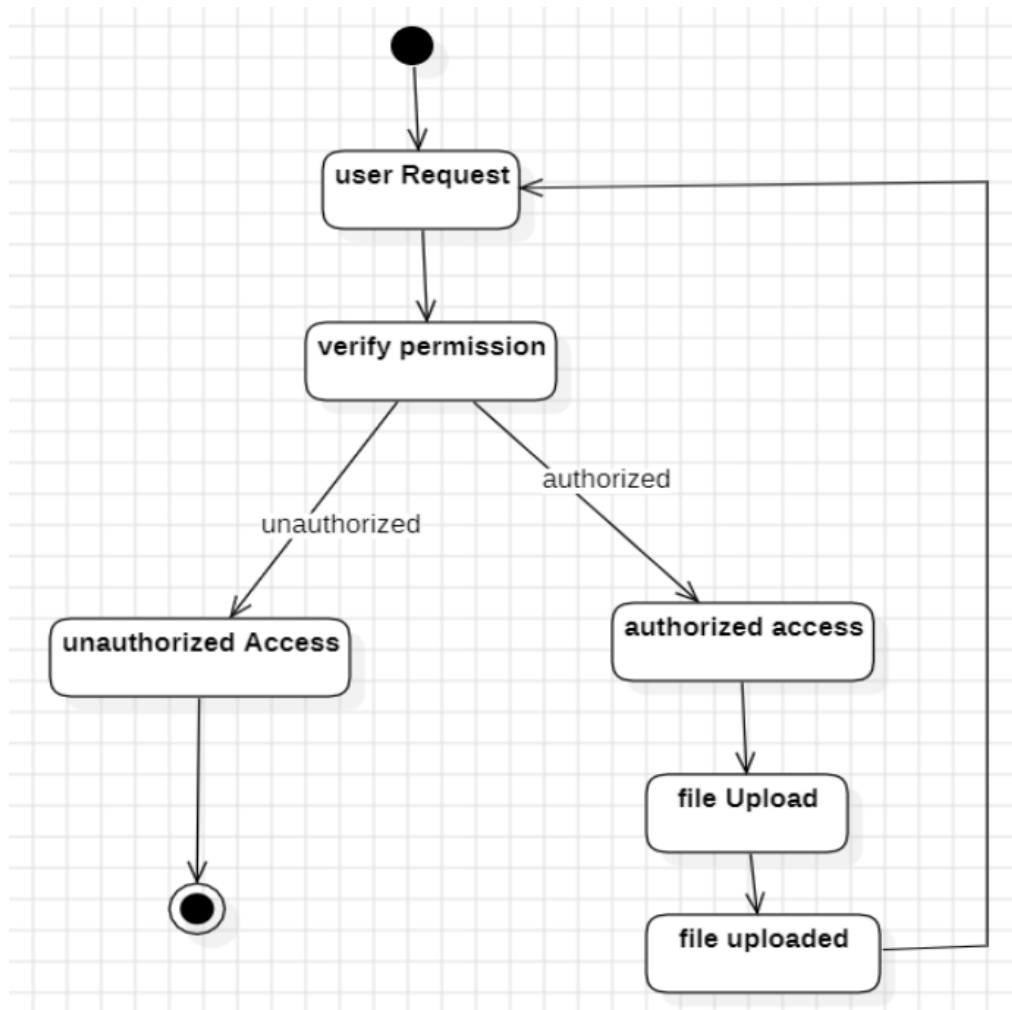 user Request
verify permission
authorized
unauthorized
unauthorized Access
authorized access
file Upload
file uploaded